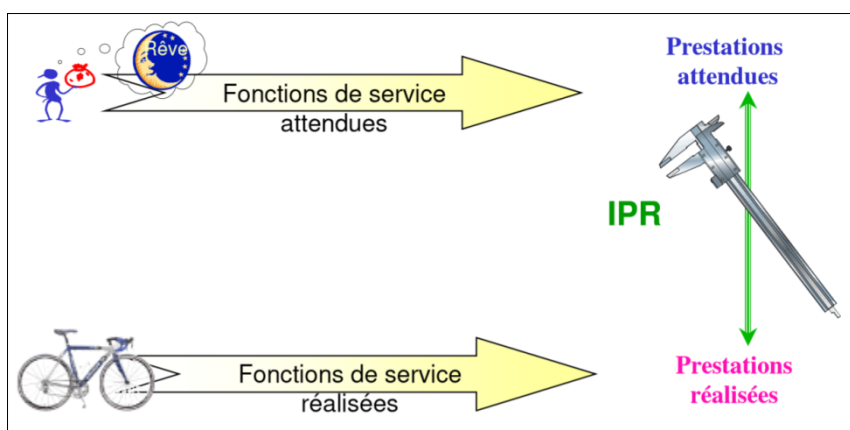 Rêve
Prestations
attendues
Fonctions de service
attendues
IPR
Fonctions de service
réalisées
Prestations
réalisées